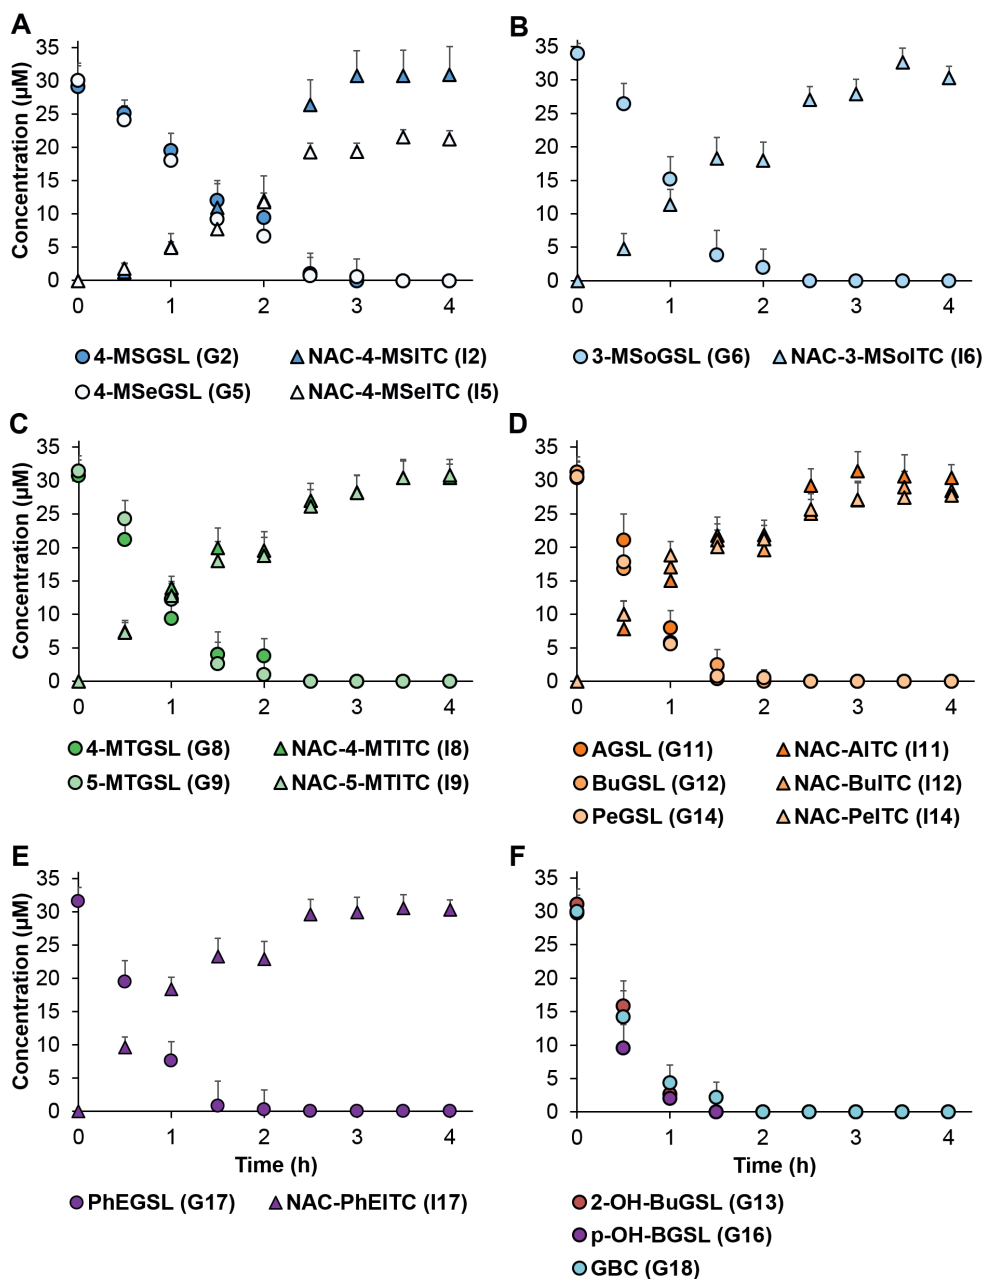 A
Concentration (µM)
35
30
25
20
15
10
5
0
0 1 2 3 4
4-MSGSL (G2) NAC-4-MSITC (I2)
4-MSeGSL (G5) NAC-4-MSeITC (I5)
B
35
30
25
20
15
10
5
0
0 1 2 3 4
3-MSoGSL (G6) NAC-3-MSoITC (I6)
C
Concentration (µM)
35
30
25
20
15
10
5
0
0 1 2 3 4
4-MTGSL (G8) NAC-4-MTITC (I8)
5-MTGSL (G9) NAC-5-MTITC (I9)
D
35
30
25
20
15
10
5
0
0 1 2 3 4
AGSL (G11) NAC-AITC (I11)
BuGSL (G12) NAC-BuITC (I12)
PeGSL (G14) NAC-PeITC (I14)
E
Concentration (µM)
35
30
25
20
15
10
5
0
0 1 2 3 4
Time (h)
PhEGSL (G17) NAC-PhEITC (I17)
F
35
30
25
20
15
10
5
0
0 1 2 3 4
Time (h)
2-OH-BuGSL (G13)
p-OH-BGSL (G16)
GBC (G18)